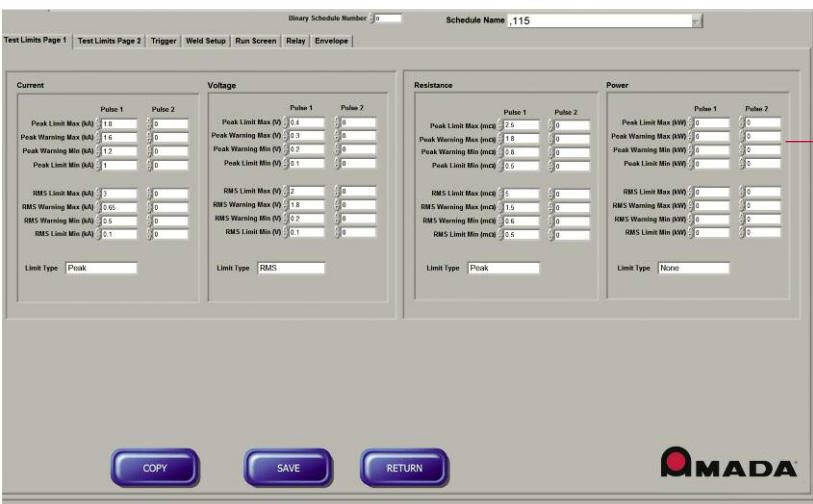 Binary Schedule Number 0 Schedule Name ,115
Test Limits Page 1 Test Limits Page 2 Trigger Weld Setup Run Screen Relay Envelope
Current
Pulse 1 Pulse 2
Peak Limit Max (kA) 1.8 0
Peak Warning Max (kA) 1.6 0
Peak Warning Min (kA) 1.2 0
Peak Limit Min (kA) 1 0
RMS Limit Max (kA) 3 0
RMS Warning Max (kA) 0.65 0
RMS Warning Min (kA) 0.5 0
RMS Limit Min (kA) 0.1 0
Limit Type Peak
Voltage
Pulse 1 Pulse 2
Peak Limit Max (V) 0.4 0
Peak Warning Max (V) 0.3 0
Peak Warning Min (V) 0.2 0
Peak Limit Min (V) 0.1 0
RMS Limit Max (V) 2 0
RMS Warning Max (V) 1.8 0
RMS Warning Min (V) 0.2 0
RMS Limit Min (V) 0.1 0
Limit Type RMS
Resistance
Pulse 1 Pulse 2
Peak Limit Max (mΩ) 2.5 0
Peak Warning Max (mΩ) 1.8 0
Peak Warning Min (mΩ) 0.8 0
Peak Limit Min (mΩ) 0.5 0
RMS Limit Max (mΩ) 5 0
RMS Warning Max (mΩ) 1.5 0
RMS Warning Min (mΩ) 0.6 0
RMS Limit Min (mΩ) 0.5 0
Limit Type Peak
Power
Pulse 1 Pulse 2
Peak Limit Max (kW) 0 0
Peak Warning Max (kW) 0 0
Peak Warning Min (kW) 0 0
Peak Limit Min (kW) 0 0
RMS Limit Max (kW) 0 0
RMS Warning Max (kW) 0 0
RMS Warning Min (kW) 0 0
RMS Limit Min (kW) 0 0
Limit Type None
COPY SAVE RETURN
AMADA